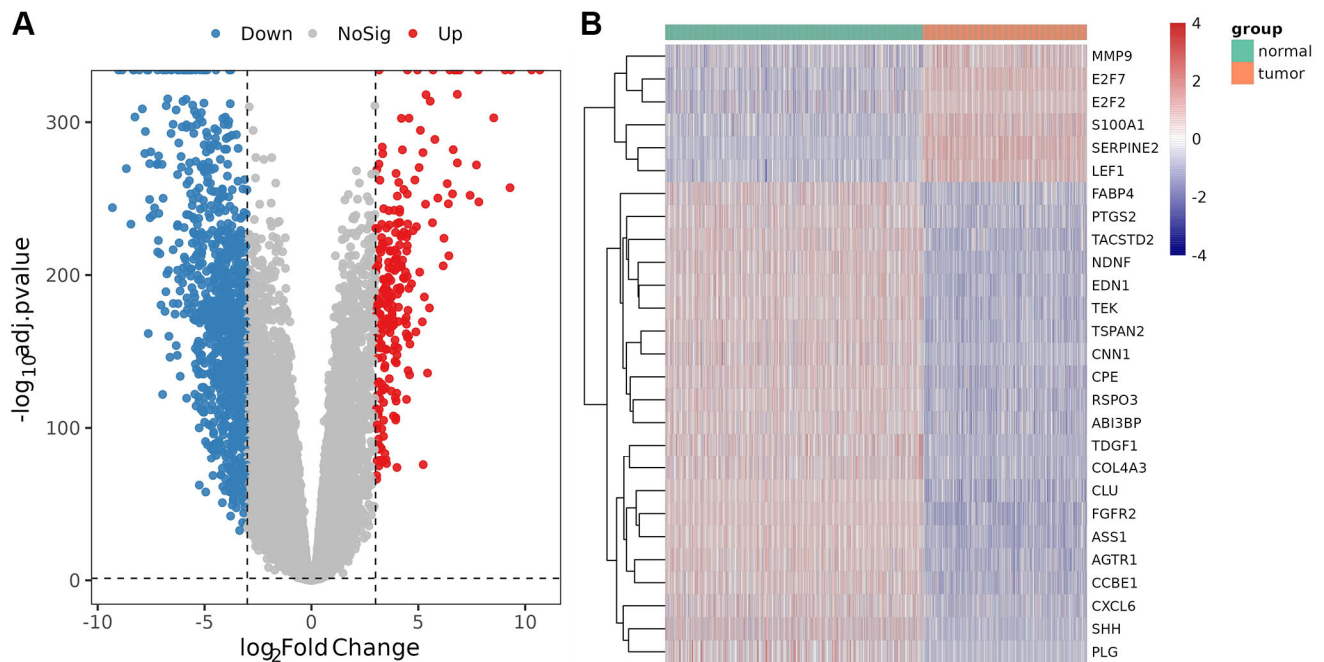 A
Down NoSig Up
300
200
100
0
-10 -5 0 5 10
-log10adj.pvalue
log2Fold Change
B
MMP9
E2F7
E2F2
S100A1
SERPINE2
LEF1
FABP4
PTGS2
TACSTD2
NDNF
EDN1
TEK
TSPAN2
CNN1
CPE
RSPO3
ABI3BP
TDGF1
COL4A3
CLU
FGFR2
ASS1
AGTR1
CCBE1
CXCL6
SHH
PLG
4
2
0
-2
-4
group
normal
tumor